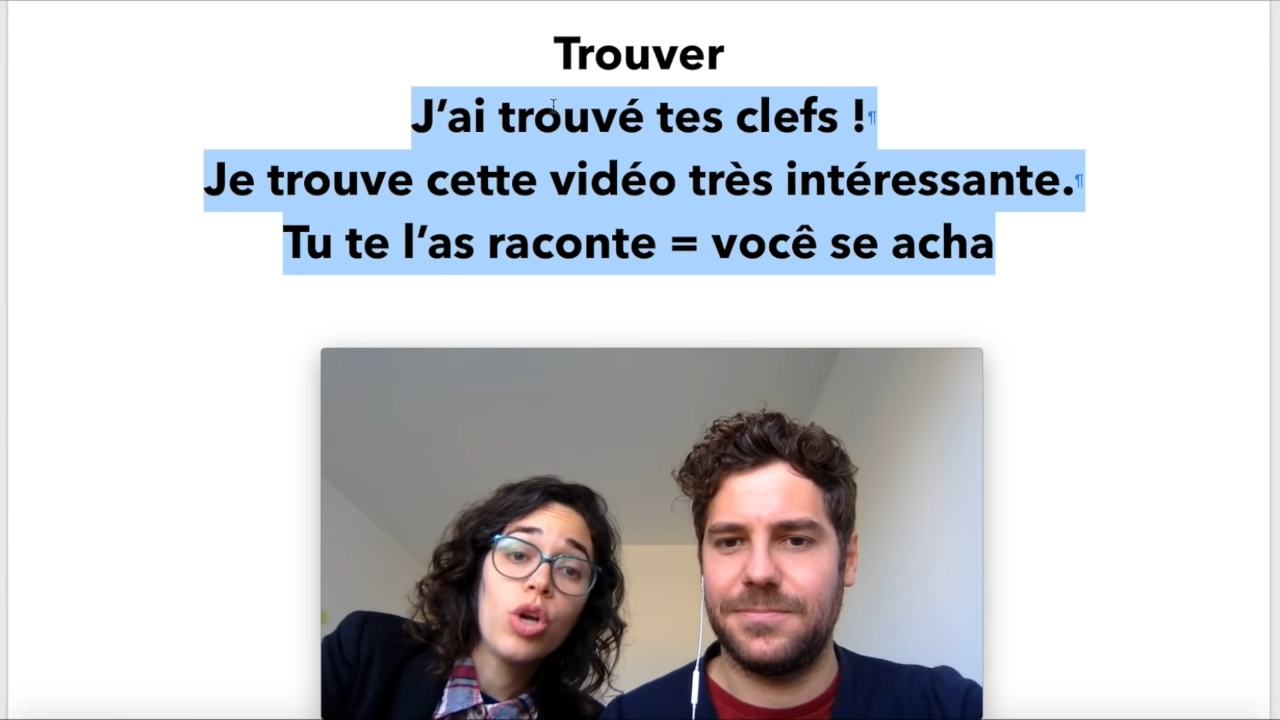 Trouver
J’ai trouvé tes clefs !
Je trouve cette vidéo très intéressante.
Tu te l’as raconte = você se acha